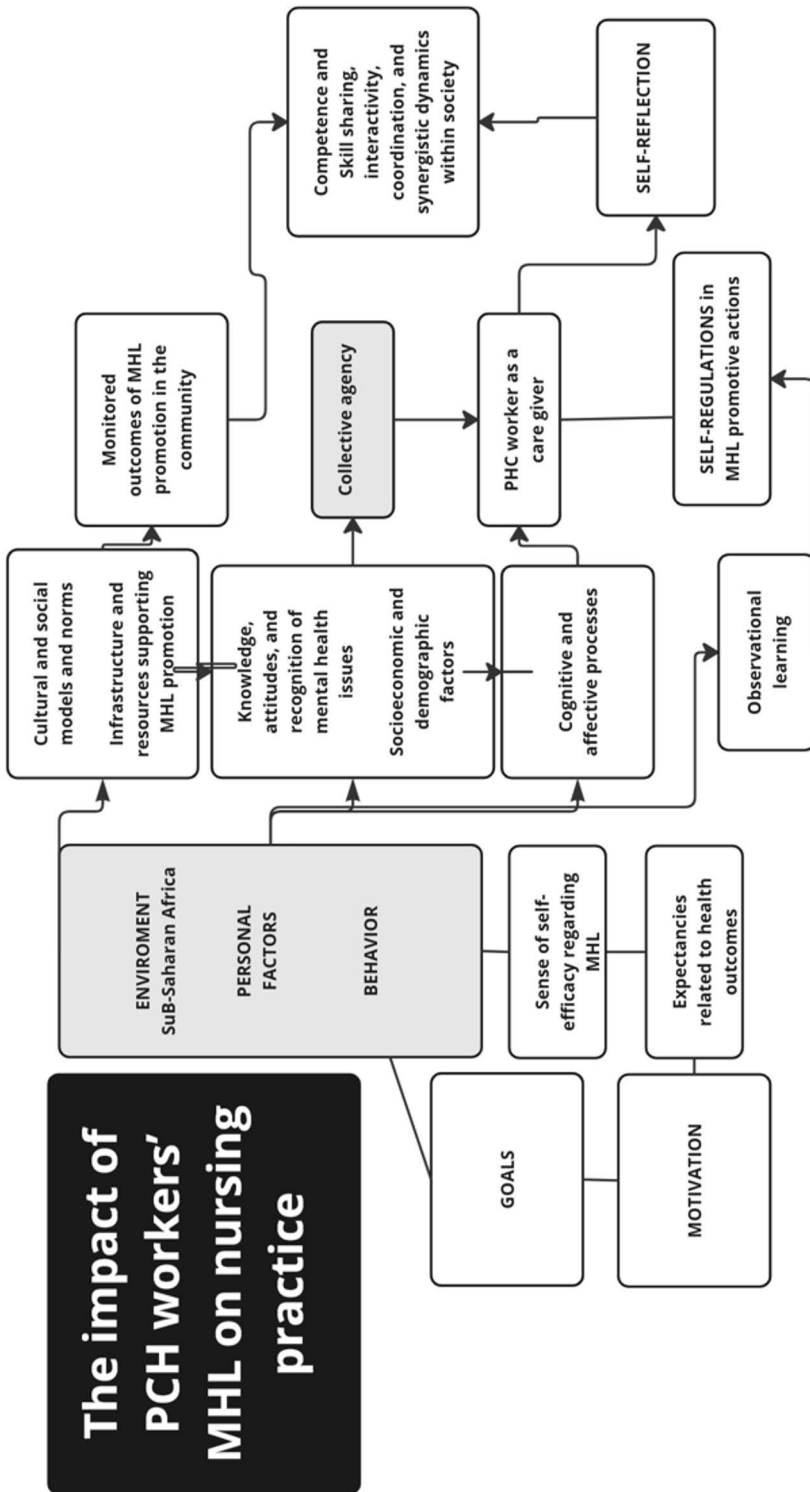 The impact of
PCH workers'
MHL on nursing
practice
ENVIROMENT
SuB-Saharan Africa
PERSONAL
FACTORS
BEHAVIOR
GOALS
MOTIVATION
Sense of self-
efficacy regarding
MHL
Expectancies
related to health
outcomes
Cultural and social
models and norms
Infrastructure and
resources supporting
MHL promotion
Knowledge,
attitudes, and
recognition of
mental health
issues
Socioeconomic and
demographic
factors
Cognitive and
affective processes
Observational
learning
Monitored
outcomes of MHL
promotion in the
community
Collective agency
PHC worker as a
care giver
SELF-REGULATIONS in
MHL promotive actions
Competence and
Skill sharing,
interactivity,
coordination, and
synergistic dynamics
within society
SELF-REFLECTION